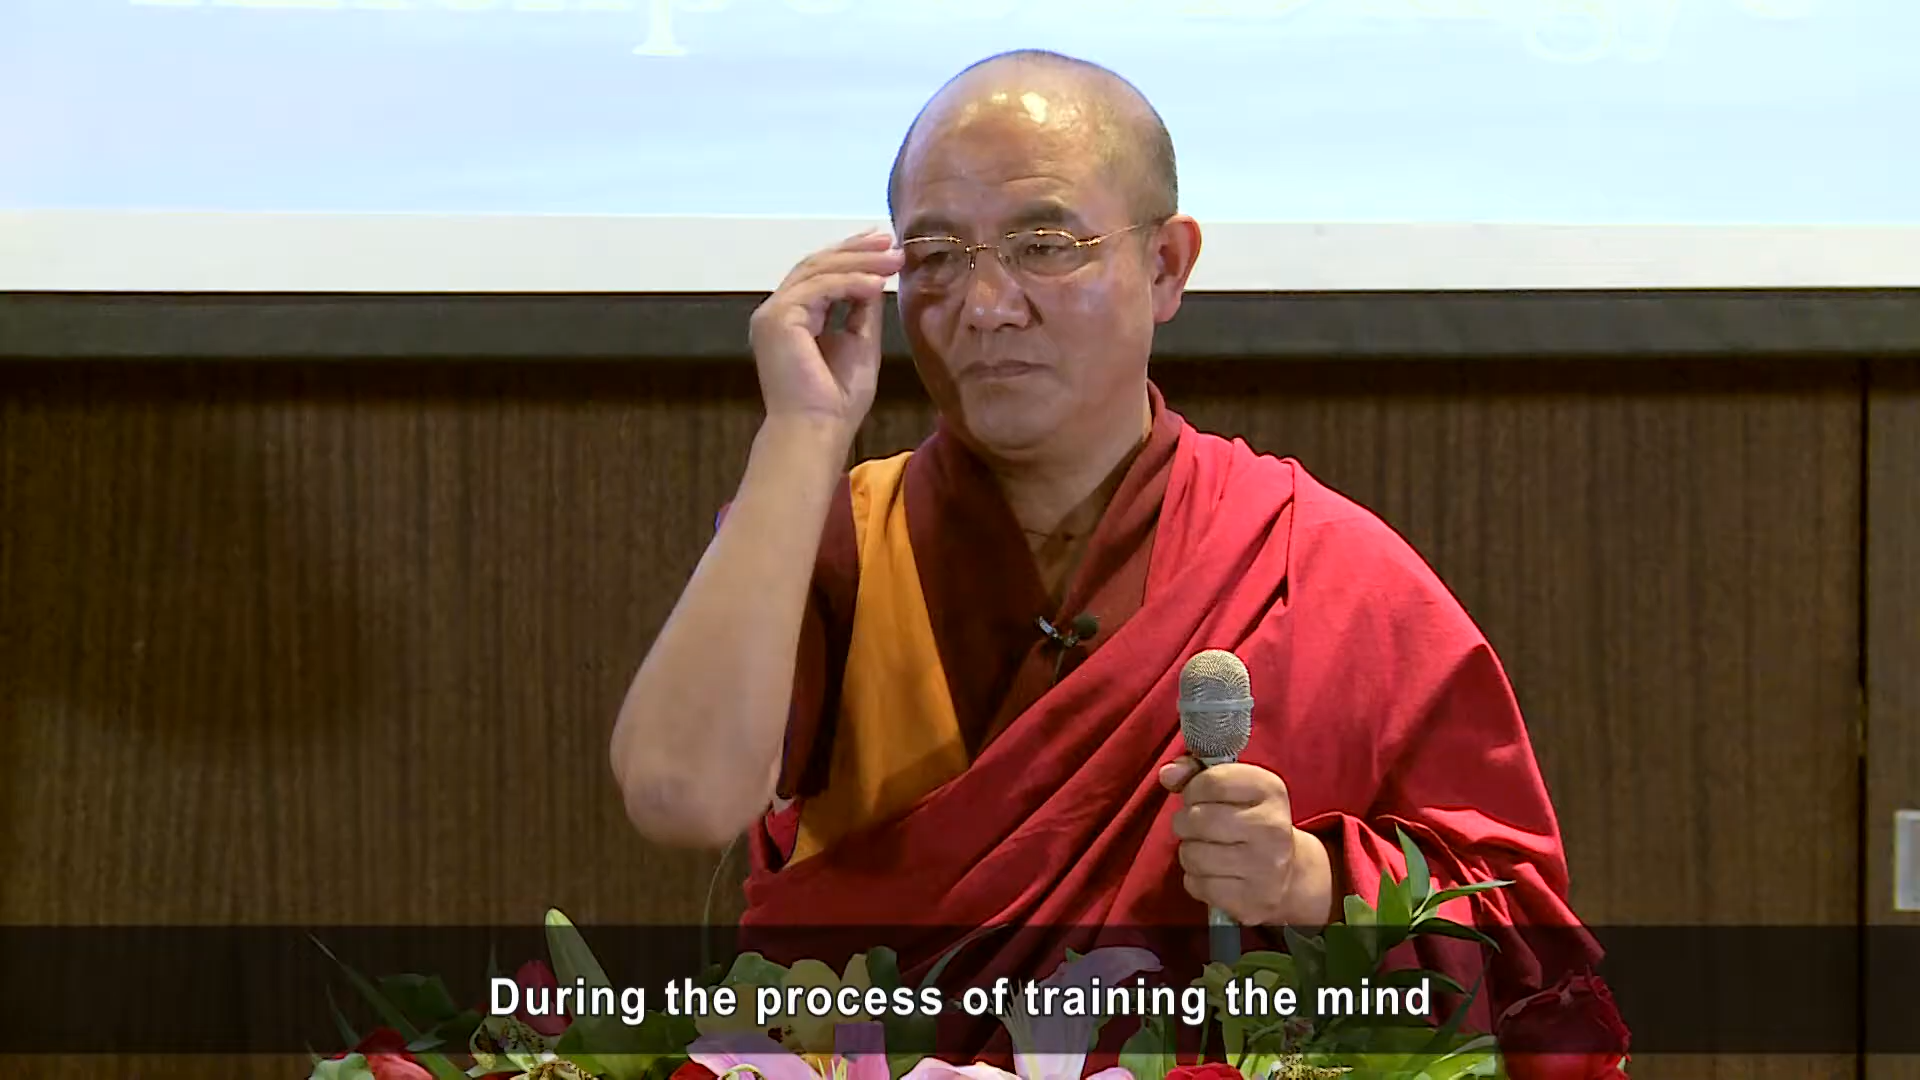 During the process of training the mind